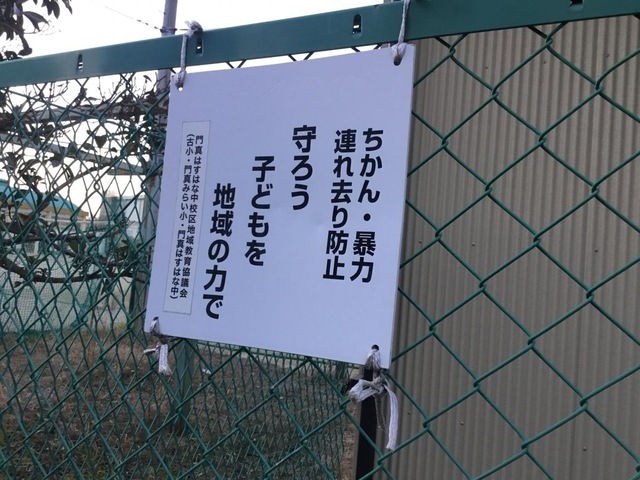 ちかん・暴力
連れ去り防止
守ろう
子どもを
地域の力で
門真はすはな中校区地域教育協議会
(古小・門真みらい小・門真はすはな中)